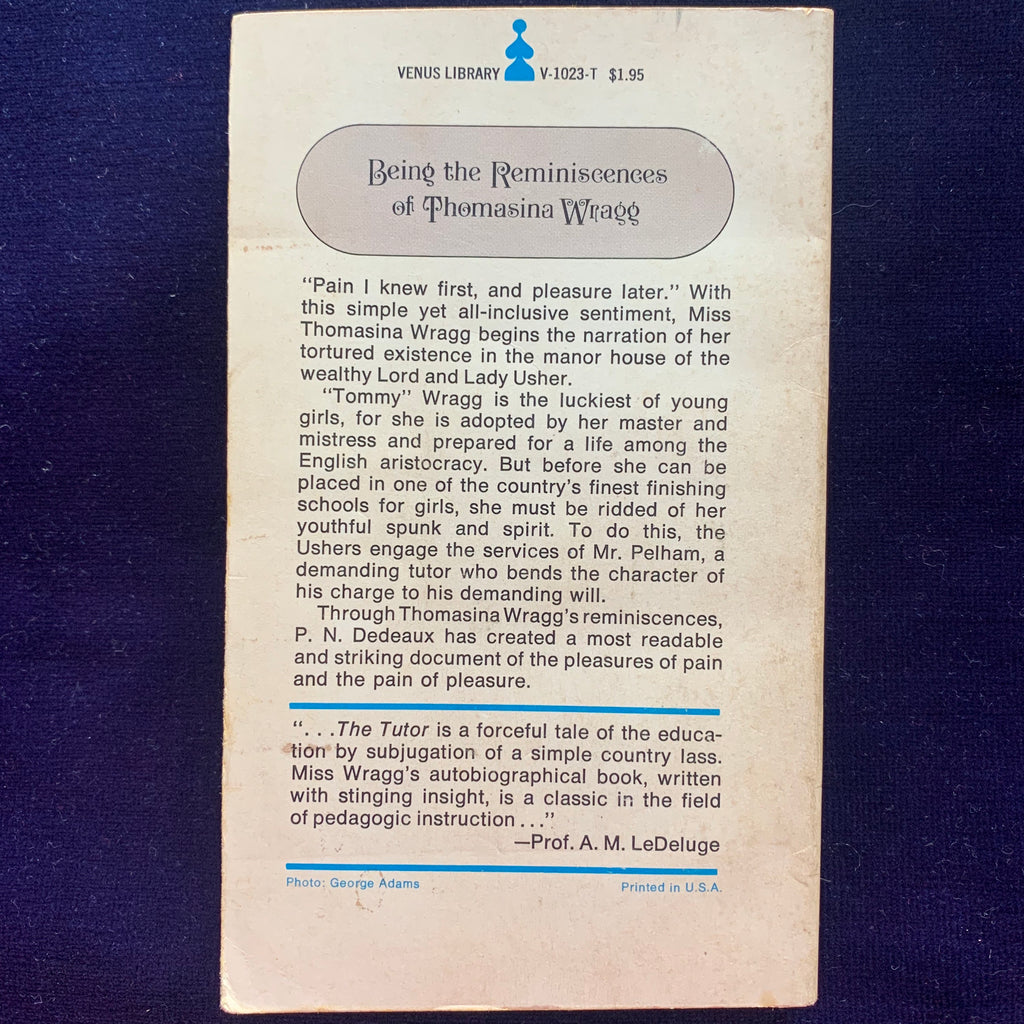 VENUS LIBRARY V-1023-T $1.95
Being the Reminiscences
of Thomasina Wragg
“Pain I knew first, and pleasure later.” With
this simple yet all-inclusive sentiment, Miss
Thomasina Wragg begins the narration of her
tortured existence in the manor house of the
wealthy Lord and Lady Usher.
“Tommy” Wragg is the luckiest of young
girls, for she is adopted by her master and
mistress and prepared for a life among the
English aristocracy. But before she can be
placed in one of the country’s finest finishing
schools for girls, she must be ridded of her
youthful spunk and spirit. To do this, the
Ushers engage the services of Mr. Pelham, a
demanding tutor who bends the character of
his charge to his demanding will.
Through Thomasina Wragg’s reminiscences,
P. N. Dedeaux has created a most readable
and striking document of the pleasures of pain
and the pain of pleasure.
“. . .The Tutor is a forceful tale of the educa-
tion by subjugation of a simple country lass.
Miss Wragg’s autobiographical book, written
with stinging insight, is a classic in the field
of pedagogic instruction . . .”
—Prof. A. M. LeDeluge
Photo: George Adams
Printed in U.S.A.